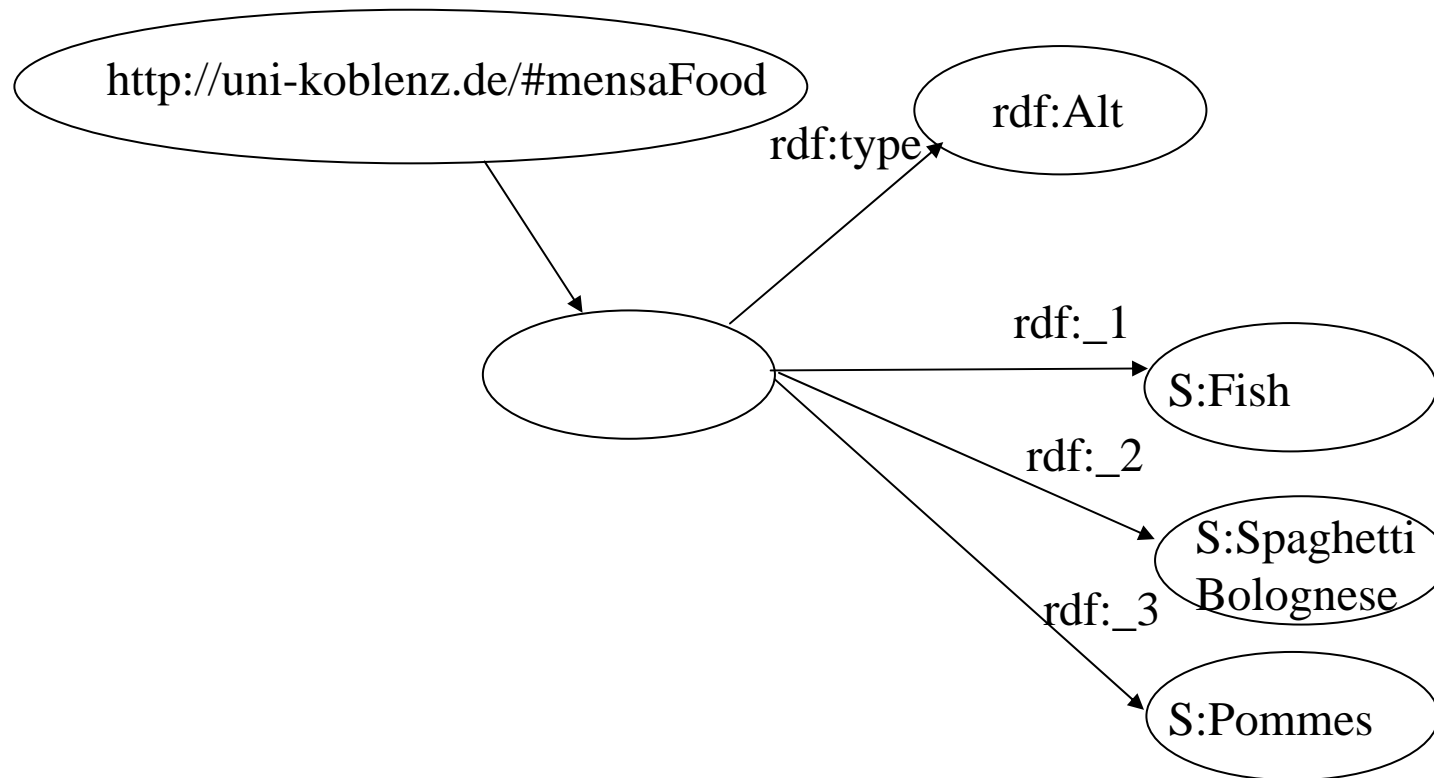 http://uni-koblenz.de/#mensaFood
rdf:Alt
rdf:type
rdf:_1
S:Fish
rdf:_2
S:Spaghetti
Bolognese
rdf:_3
S:Pommes